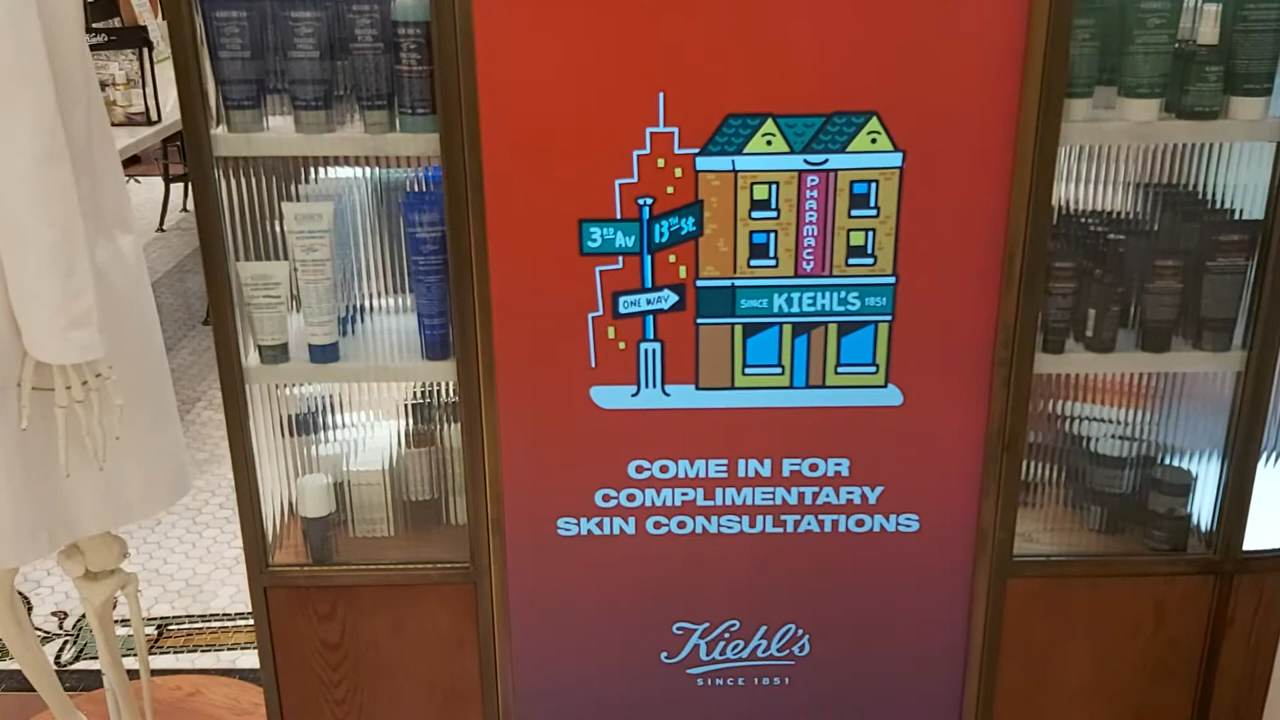 Kiehl's
3RD AV
13TH St.
ONE WAY
PHARMACY
SINCE KIEHL'S 1851
COME IN FOR
COMPLIMENTARY
SKIN CONSULTATIONS
Kiehl's
SINCE 1851